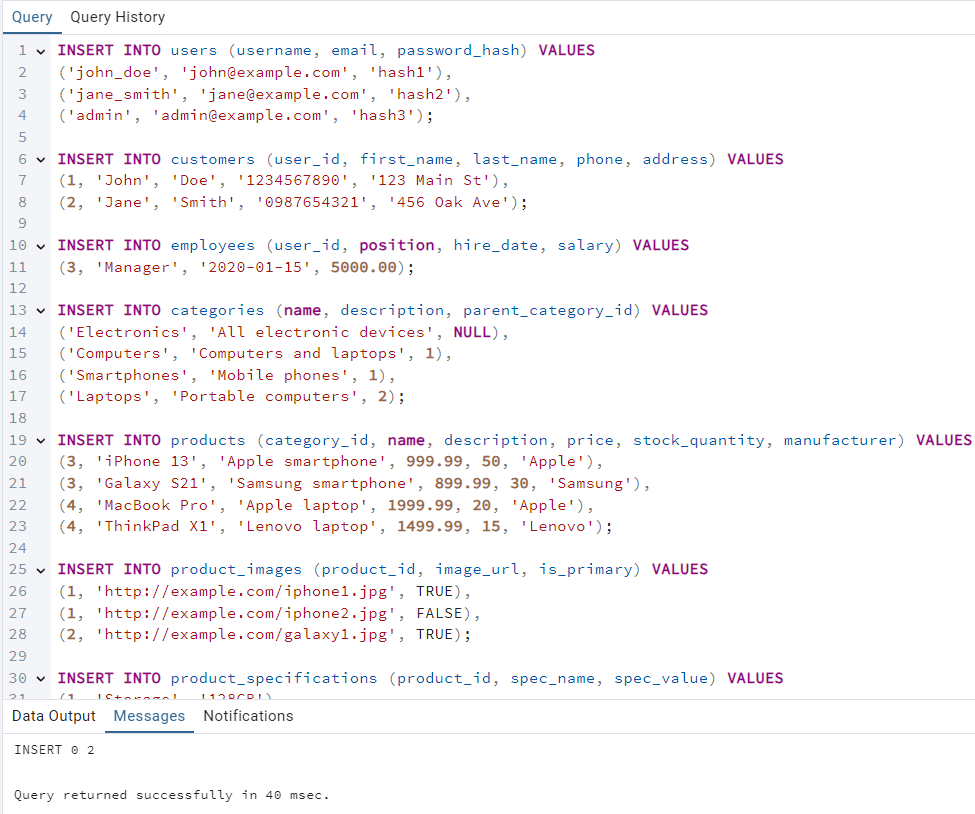 Query Query History
1 INSERT INTO users (username, email, password_hash) VALUES
2 ('john_doe', 'john@example.com', 'hash1'),
3 ('jane_smith', 'jane@example.com', 'hash2'),
4 ('admin', 'admin@example.com', 'hash3');
5
6 INSERT INTO customers (user_id, first_name, last_name, phone, address) VALUES
7 (1, 'John', 'Doe', '1234567890', '123 Main St'),
8 (2, 'Jane', 'Smith', '0987654321', '456 Oak Ave');
9
10 INSERT INTO employees (user_id, position, hire_date, salary) VALUES
11 (3, 'Manager', '2020-01-15', 5000.00);
12
13 INSERT INTO categories (name, description, parent_category_id) VALUES
14 ('Electronics', 'All electronic devices', NULL),
15 ('Computers', 'Computers and laptops', 1),
16 ('Smartphones', 'Mobile phones', 1),
17 ('Laptops', 'Portable computers', 2);
18
19 INSERT INTO products (category_id, name, description, price, stock_quantity, manufacturer) VALUES
20 (3, 'iPhone 13', 'Apple smartphone', 999.99, 50, 'Apple'),
21 (3, 'Galaxy S21', 'Samsung smartphone', 899.99, 30, 'Samsung'),
22 (4, 'MacBook Pro', 'Apple laptop', 1999.99, 20, 'Apple'),
23 (4, 'ThinkPad X1', 'Lenovo laptop', 1499.99, 15, 'Lenovo');
24
25 INSERT INTO product_images (product_id, image_url, is_primary) VALUES
26 (1, 'http://example.com/iphone1.jpg', TRUE),
27 (1, 'http://example.com/iphone2.jpg', FALSE),
28 (2, 'http://example.com/galaxy1.jpg', TRUE);
29
30 INSERT INTO product_specifications (product_id, spec_name, spec_value) VALUES
31 (1, 'Storage', '128GB')
Data Output Messages Notifications
INSERT 0 2
Query returned successfully in 40 msec.